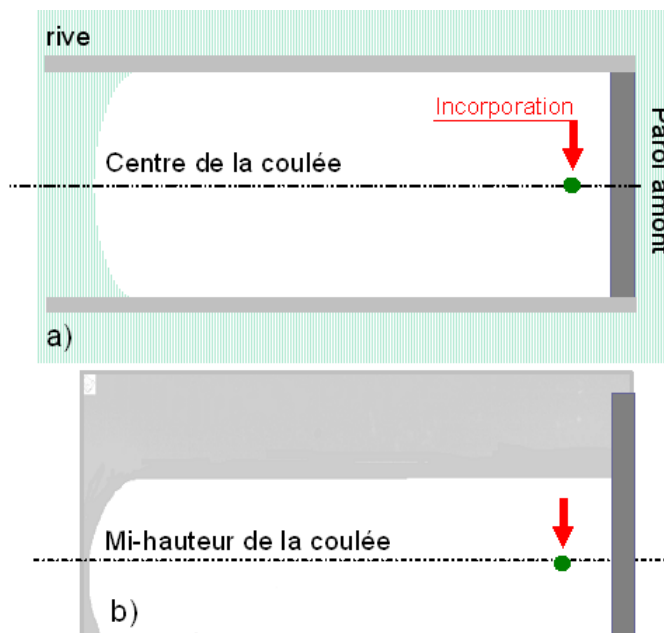 rive
Incorporation
Centre de la coulée
Paroi amont
a)
Mi-hauteur de la coulée
b)